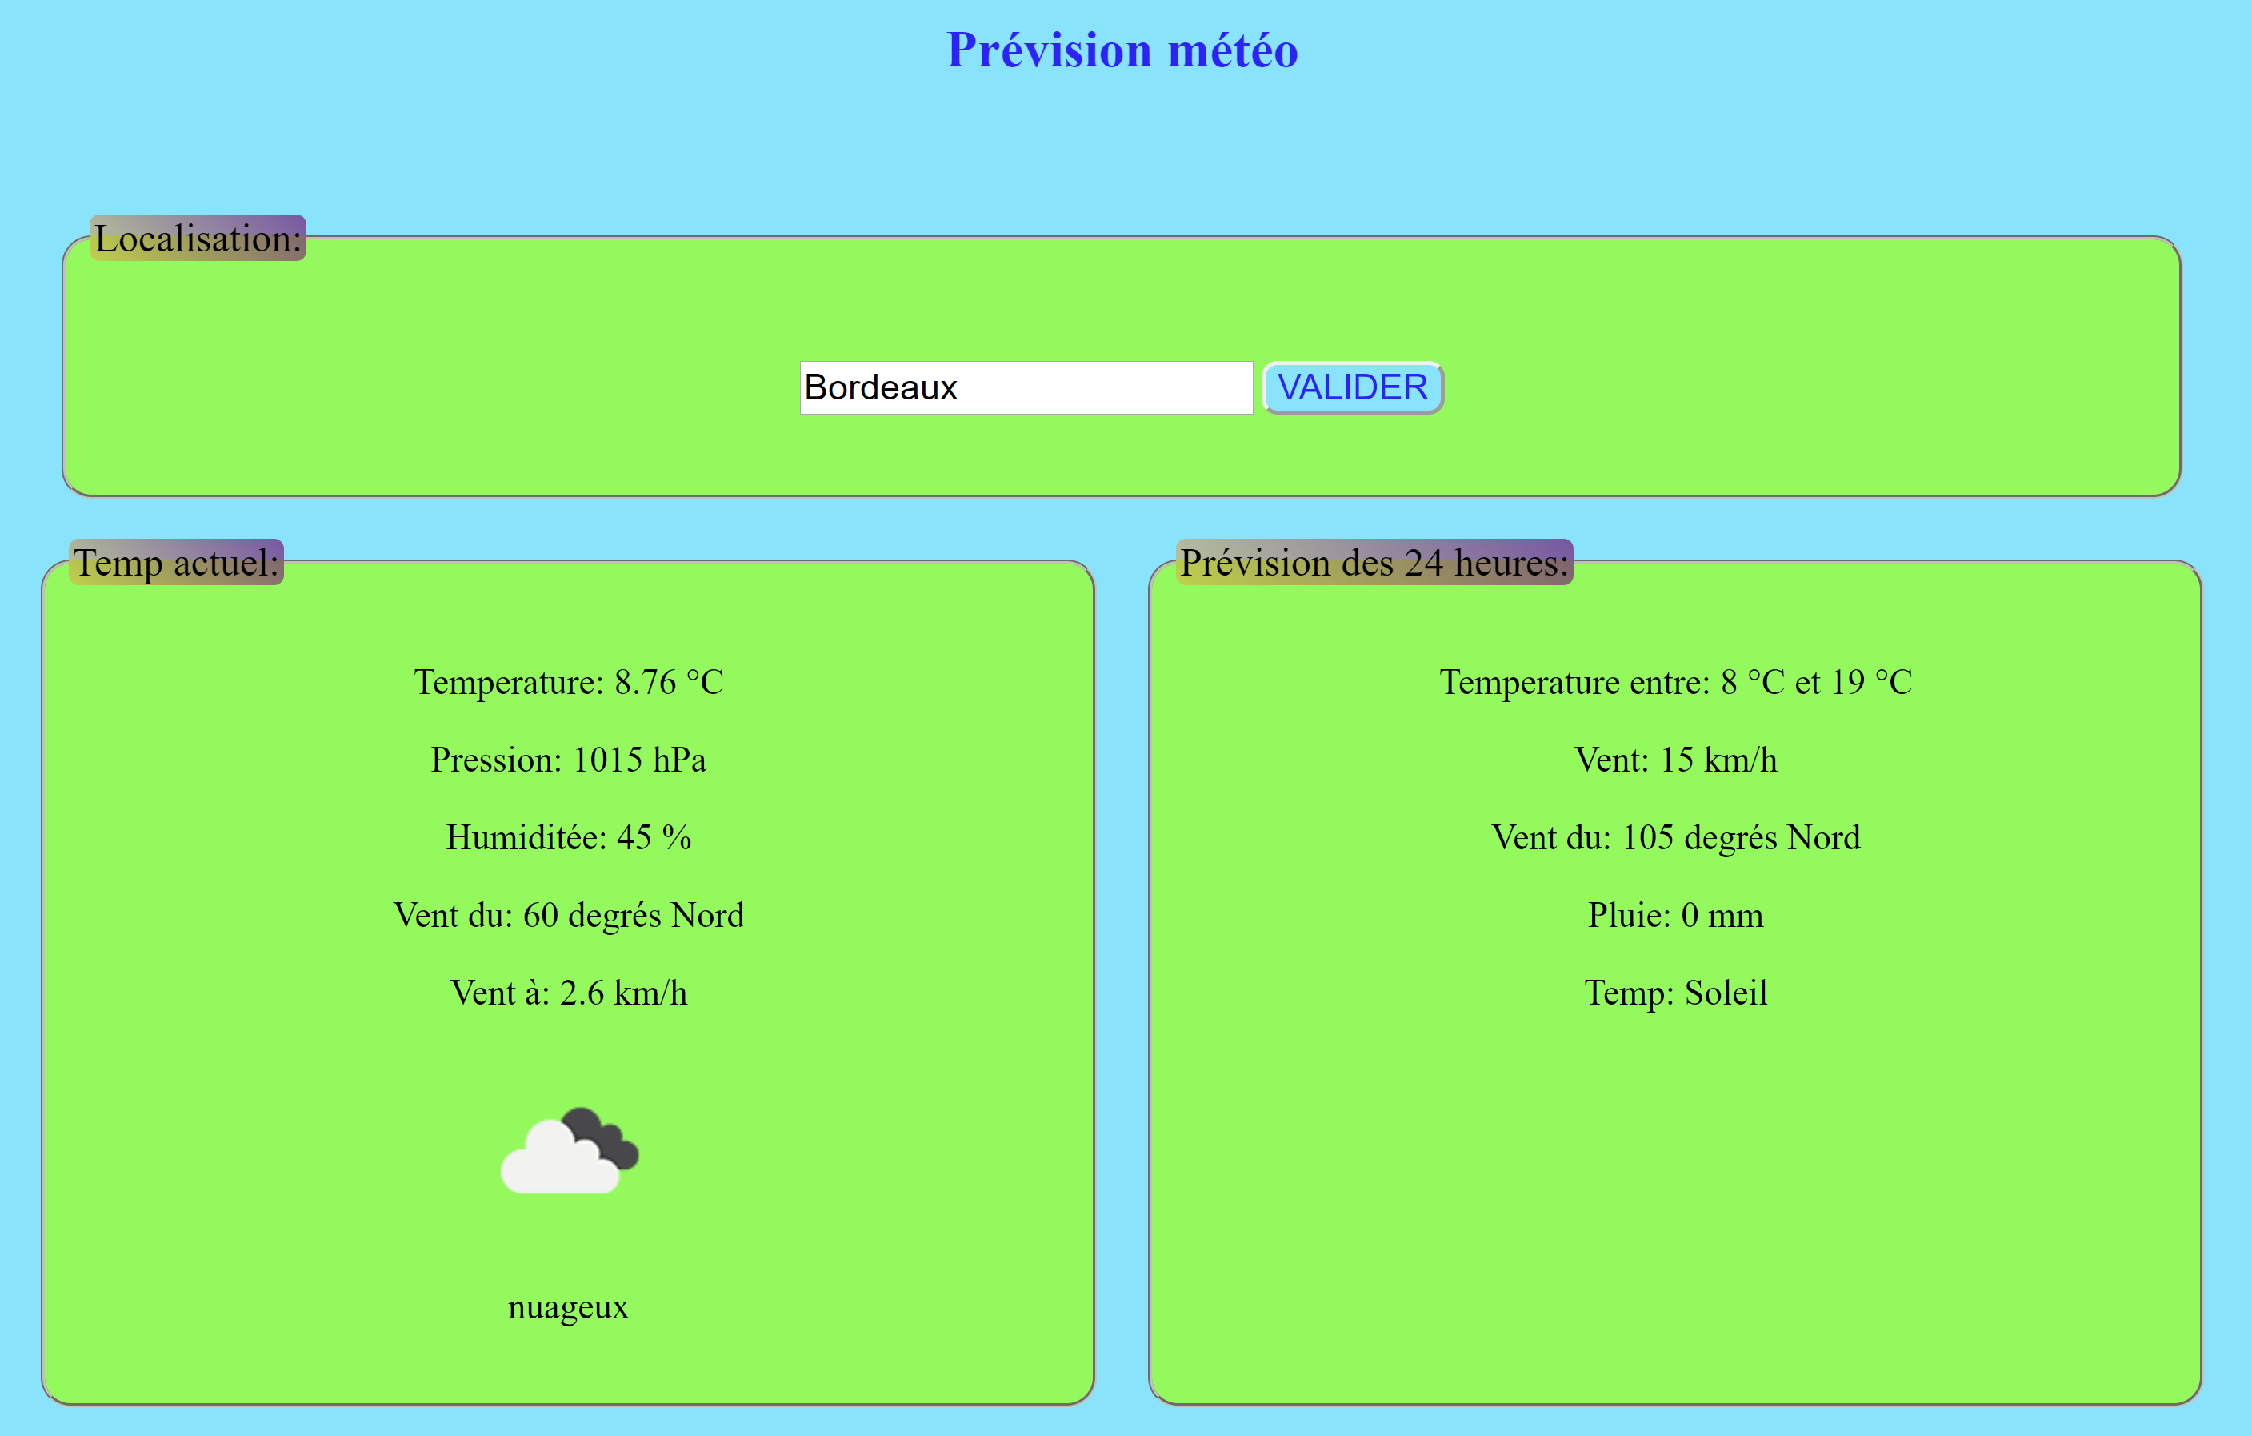 Prévision météo
Localisation:
Bordeaux VALIDER
Temp actuel:
Temperature: 8.76 °C
Pression: 1015 hPa
Humiditée: 45 %
Vent du: 60 degrés Nord
Vent à: 2.6 km/h
nuageux
Prévision des 24 heures:
Temperature entre: 8 °C et 19 °C
Vent: 15 km/h
Vent du: 105 degrés Nord
Pluie: 0 mm
Temp: Soleil